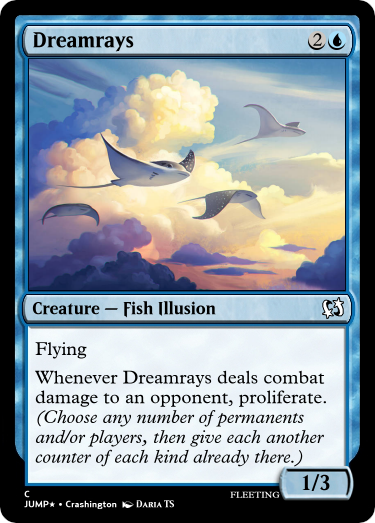 Dreamrays 2
Creature — Fish Illusion
Flying
Whenever Dreamrays deals combat
damage to an opponent, proliferate.
(Choose any number of permanents
and/or players, then give each another
counter of each kind already there.)
1/3
C
FLEETING
JUMP★ • Crashington DARIA TS